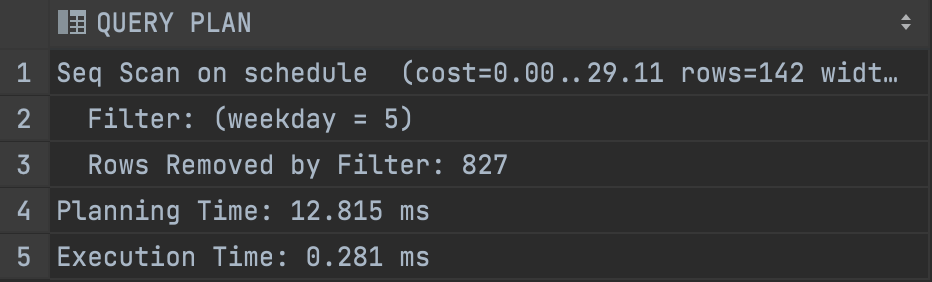 QUERY PLAN
1 Seq Scan on schedule  (cost=0.00..29.11 rows=142 widt…
2   Filter: (weekday = 5)
3   Rows Removed by Filter: 827
4 Planning Time: 12.815 ms
5 Execution Time: 0.281 ms